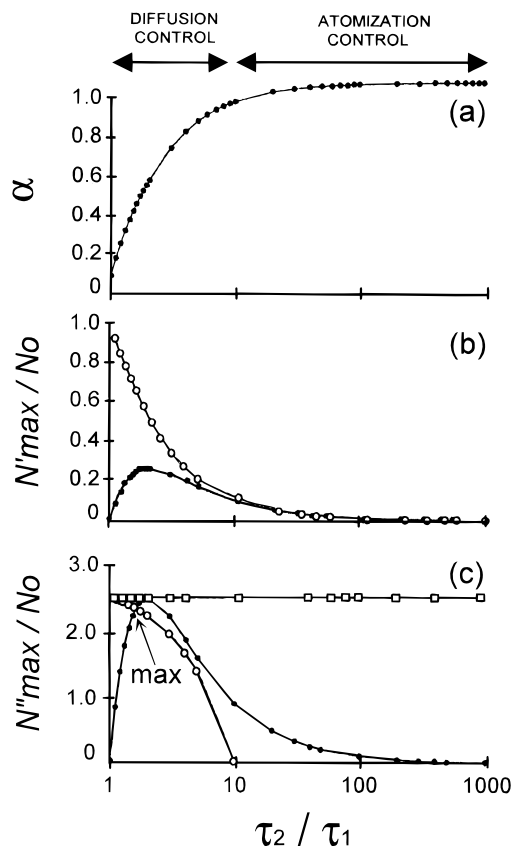 DIFFUSION CONTROL
ATOMIZATION CONTROL
(a)
1.0
0.8
0.6
0.4
0.2
0
α
(b)
1.0
0.8
0.6
0.4
0.2
0
N'max / No
(c)
3.0
2.0
1.0
0
N"max / No
max
1 10 100 1000
τ2 / τ1